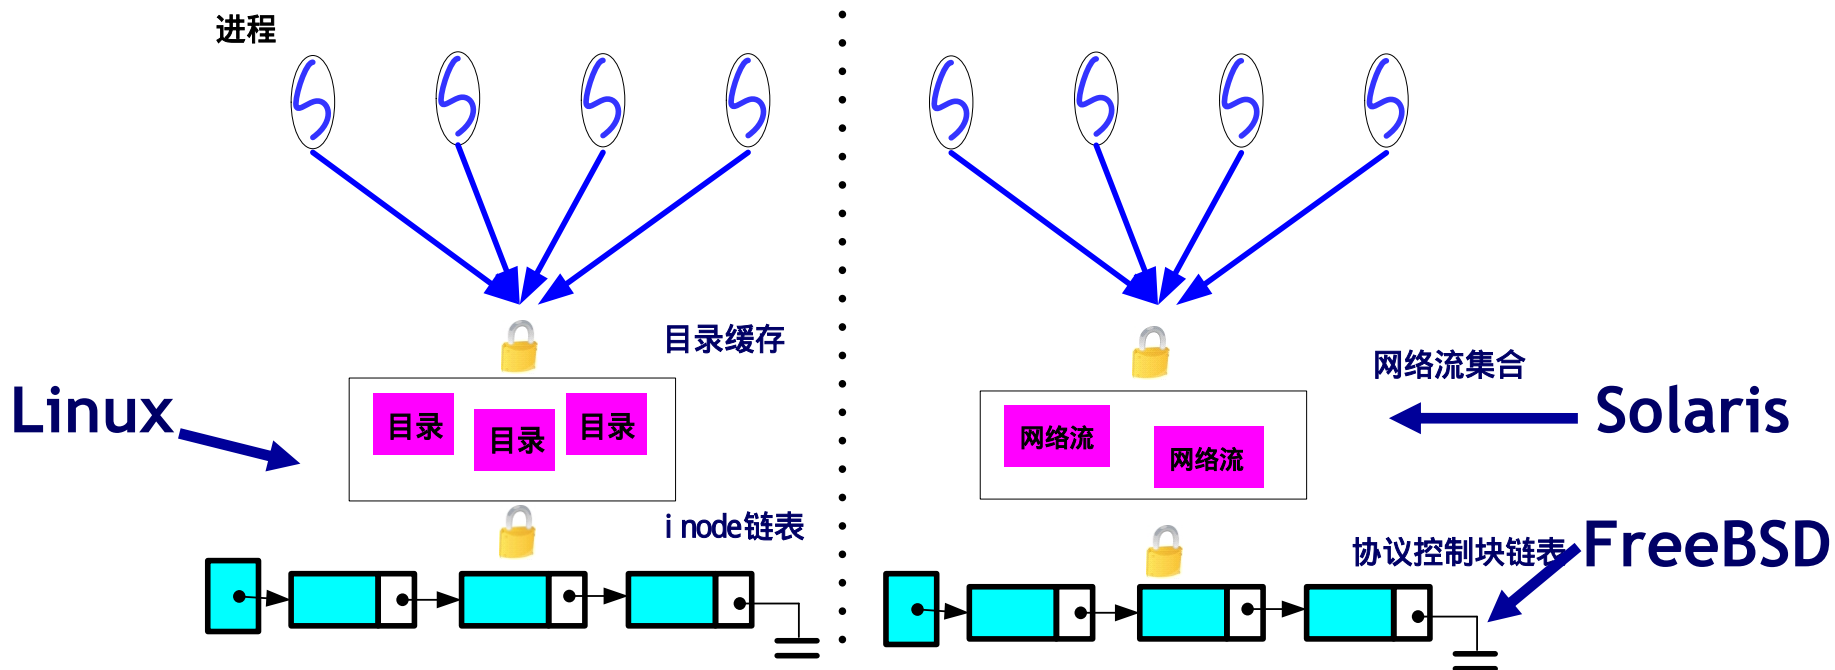 进程
目录缓存
网络流集合
Linux
Solaris
目录
目录
目录
网络流
网络流
i node链表
协议控制块链表
FreeBSD